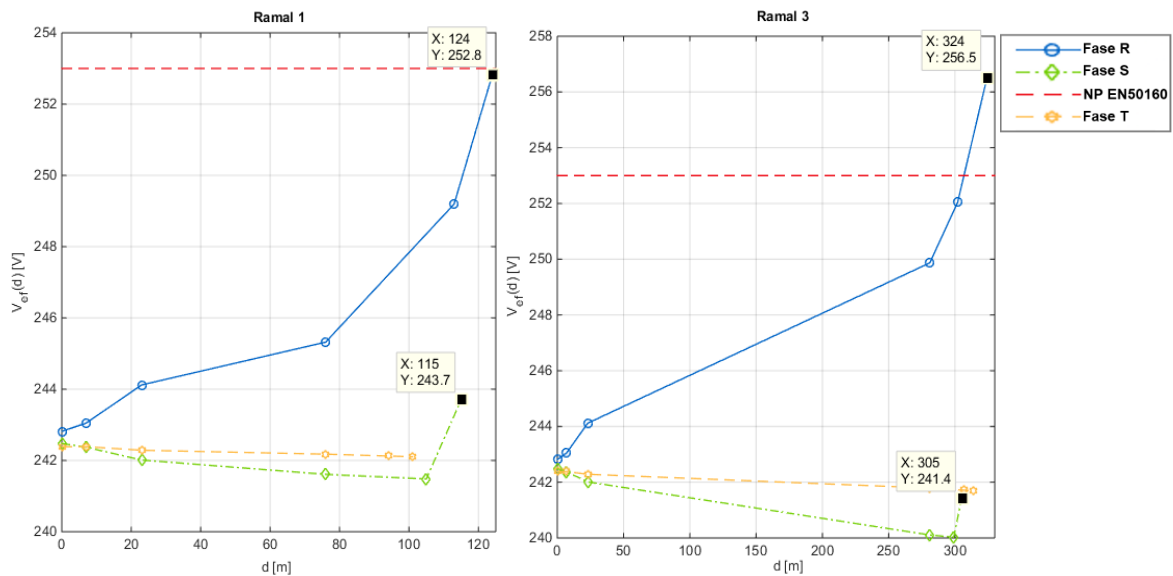 Ramal 1
254
252
250
248
246
244
242
240
0
20
40
60
80
100
120
V_ef(d) [V]
d [m]
X: 124
Y: 252.8
X: 115
Y: 243.7
Ramal 3
258
256
254
252
250
248
246
244
242
240
0
50
100
150
200
250
300
V_ef(d) [V]
d [m]
X: 324
Y: 256.5
X: 305
Y: 241.4
Fase R
Fase S
NP EN50160
Fase T